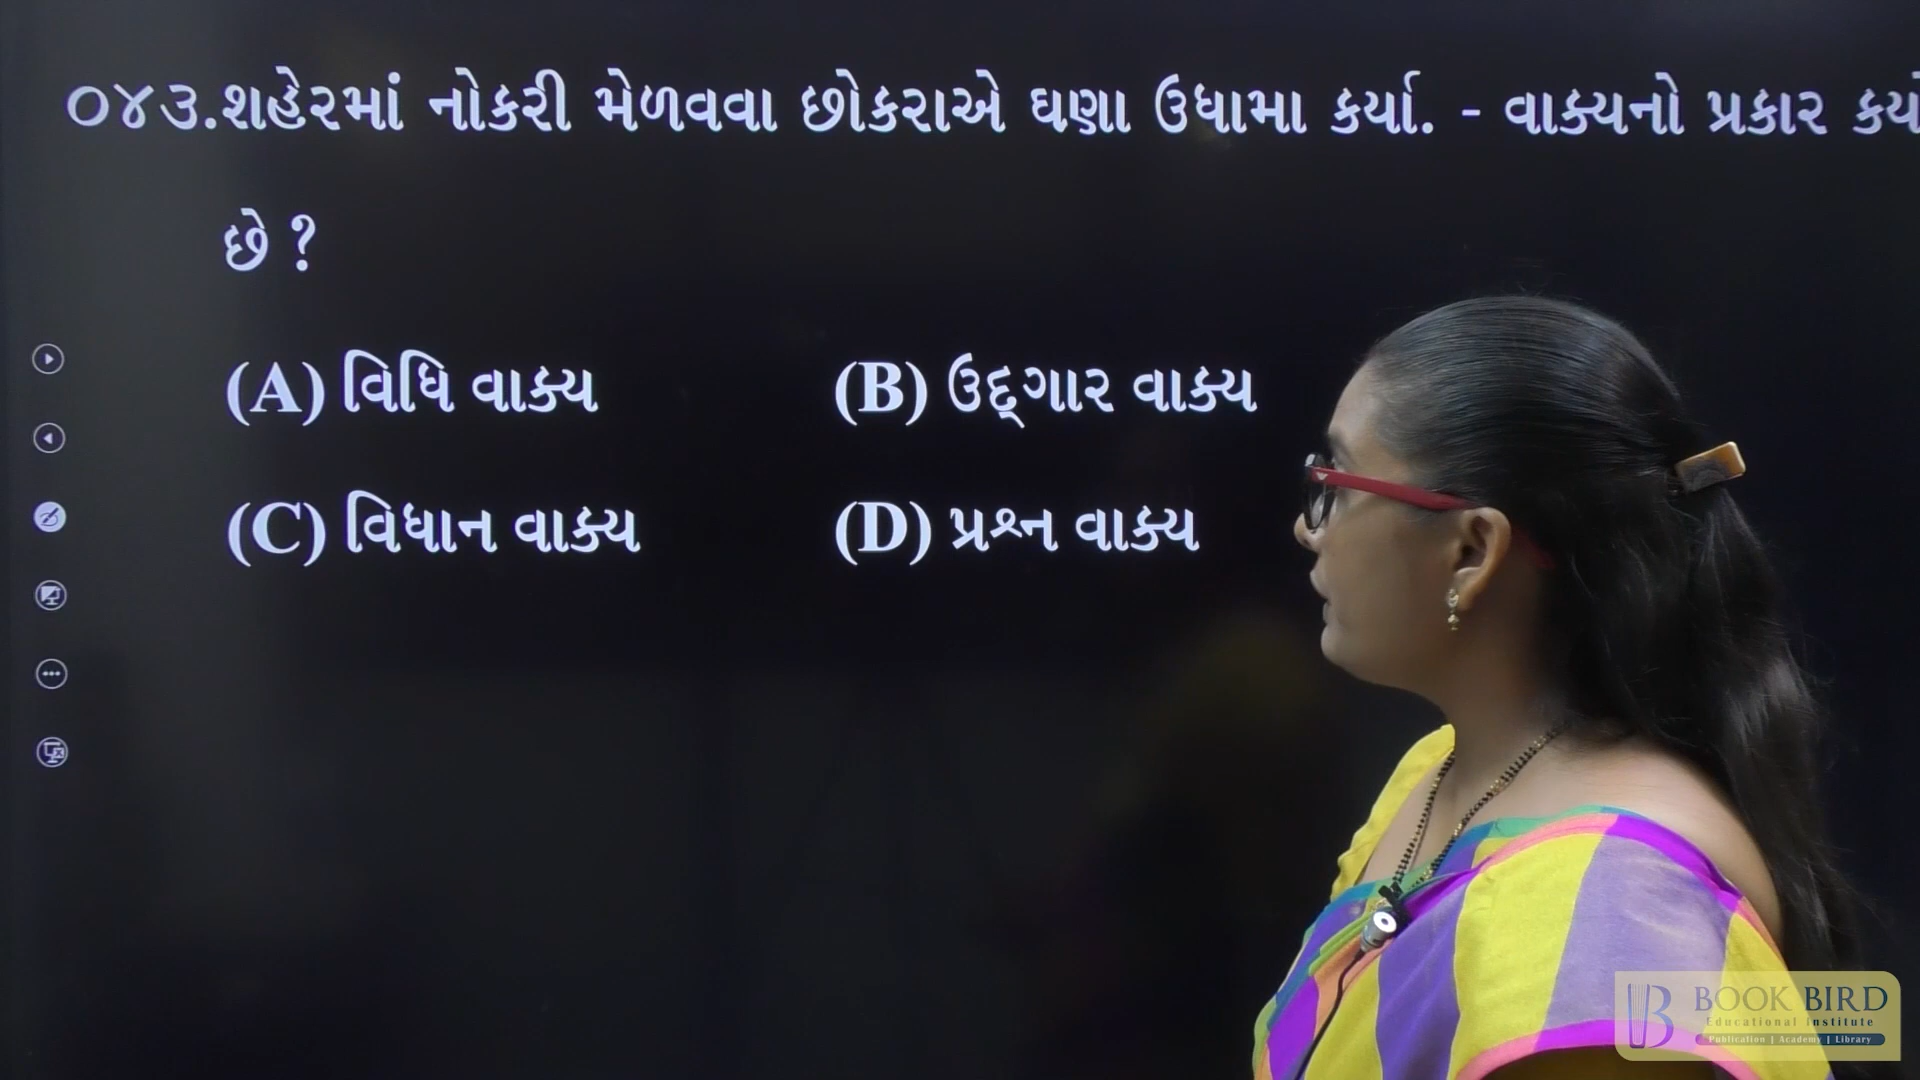 ૦૪૩.શહેરમાં નોકરી મેળવવા છોકરાએ ઘણા ઉધામા કર્યા. - વાક્યનો પ્રકાર કયો
છે ?
(A) વિધિ વાક્ય (B) ઉદ્‌ગાર વાક્ય
(C) વિધાન વાક્ય (D) પ્રશ્ન વાક્ય
BOOK BIRD
Educational Institute
Publication | Academy | Library